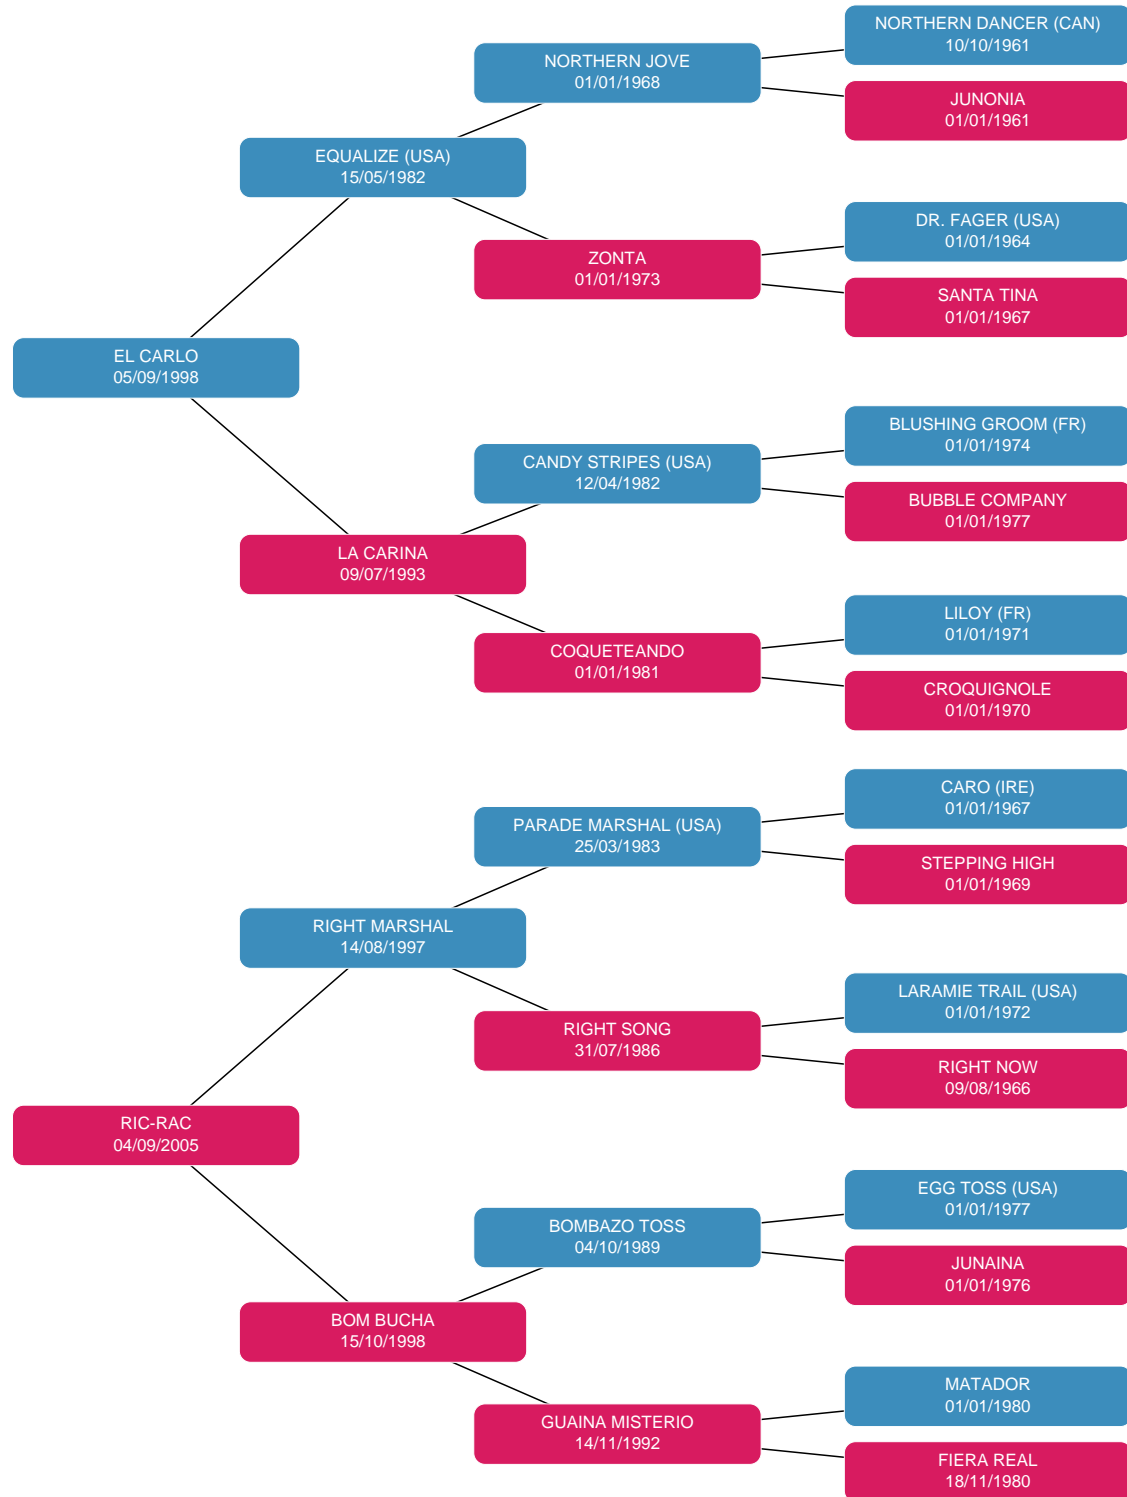 NORTHERN DANCER (CAN)
10/10/1961
NORTHERN JOVE
01/01/1968
JUNONIA
01/01/1961
EQUALIZE (USA)
15/05/1982
DR. FAGER (USA)
01/01/1964
ZONTA
01/01/1973
SANTA TINA
01/01/1967
EL CARLO
05/09/1998
BLUSHING GROOM (FR)
01/01/1974
CANDY STRIPES (USA)
12/04/1982
BUBBLE COMPANY
01/01/1977
LA CARINA
09/07/1993
LILOY (FR)
01/01/1971
COQUETEANDO
01/01/1981
CROQUIGNOLE
01/01/1970
CARO (IRE)
01/01/1967
PARADE MARSHAL (USA)
25/03/1983
STEPPING HIGH
01/01/1969
RIGHT MARSHAL
14/08/1997
LARAMIE TRAIL (USA)
01/01/1972
RIGHT SONG
31/07/1986
RIGHT NOW
09/08/1966
RIC-RAC
04/09/2005
EGG TOSS (USA)
01/01/1977
BOMBAZO TOSS
04/10/1989
JUNAINA
01/01/1976
BOM BUCHA
15/10/1998
MATADOR
01/01/1980
GUAINA MISTERIO
14/11/1992
FIERA REAL
18/11/1980